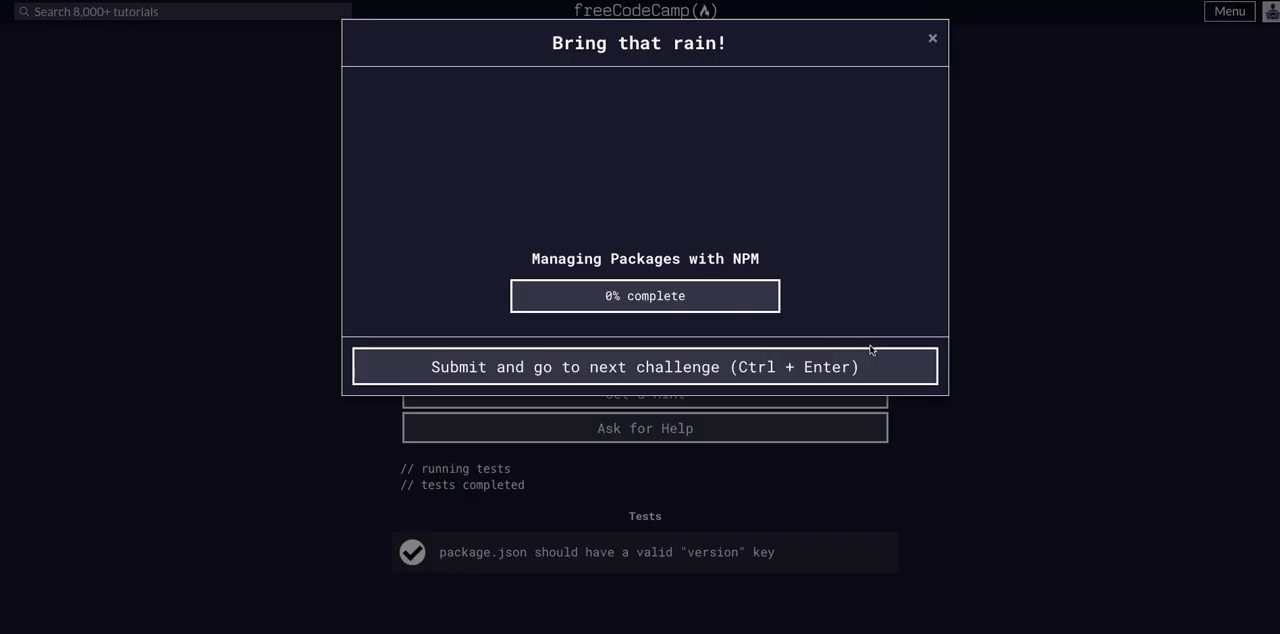 Search 8,000+ tutorials
freeCodeCamp
Menu
Bring that rain!
×
Managing Packages with NPM
0% complete
Submit and go to next challenge (Ctrl + Enter)
Get a Hint
Ask for Help
// running tests
// tests completed
Tests
package.json should have a valid "version" key